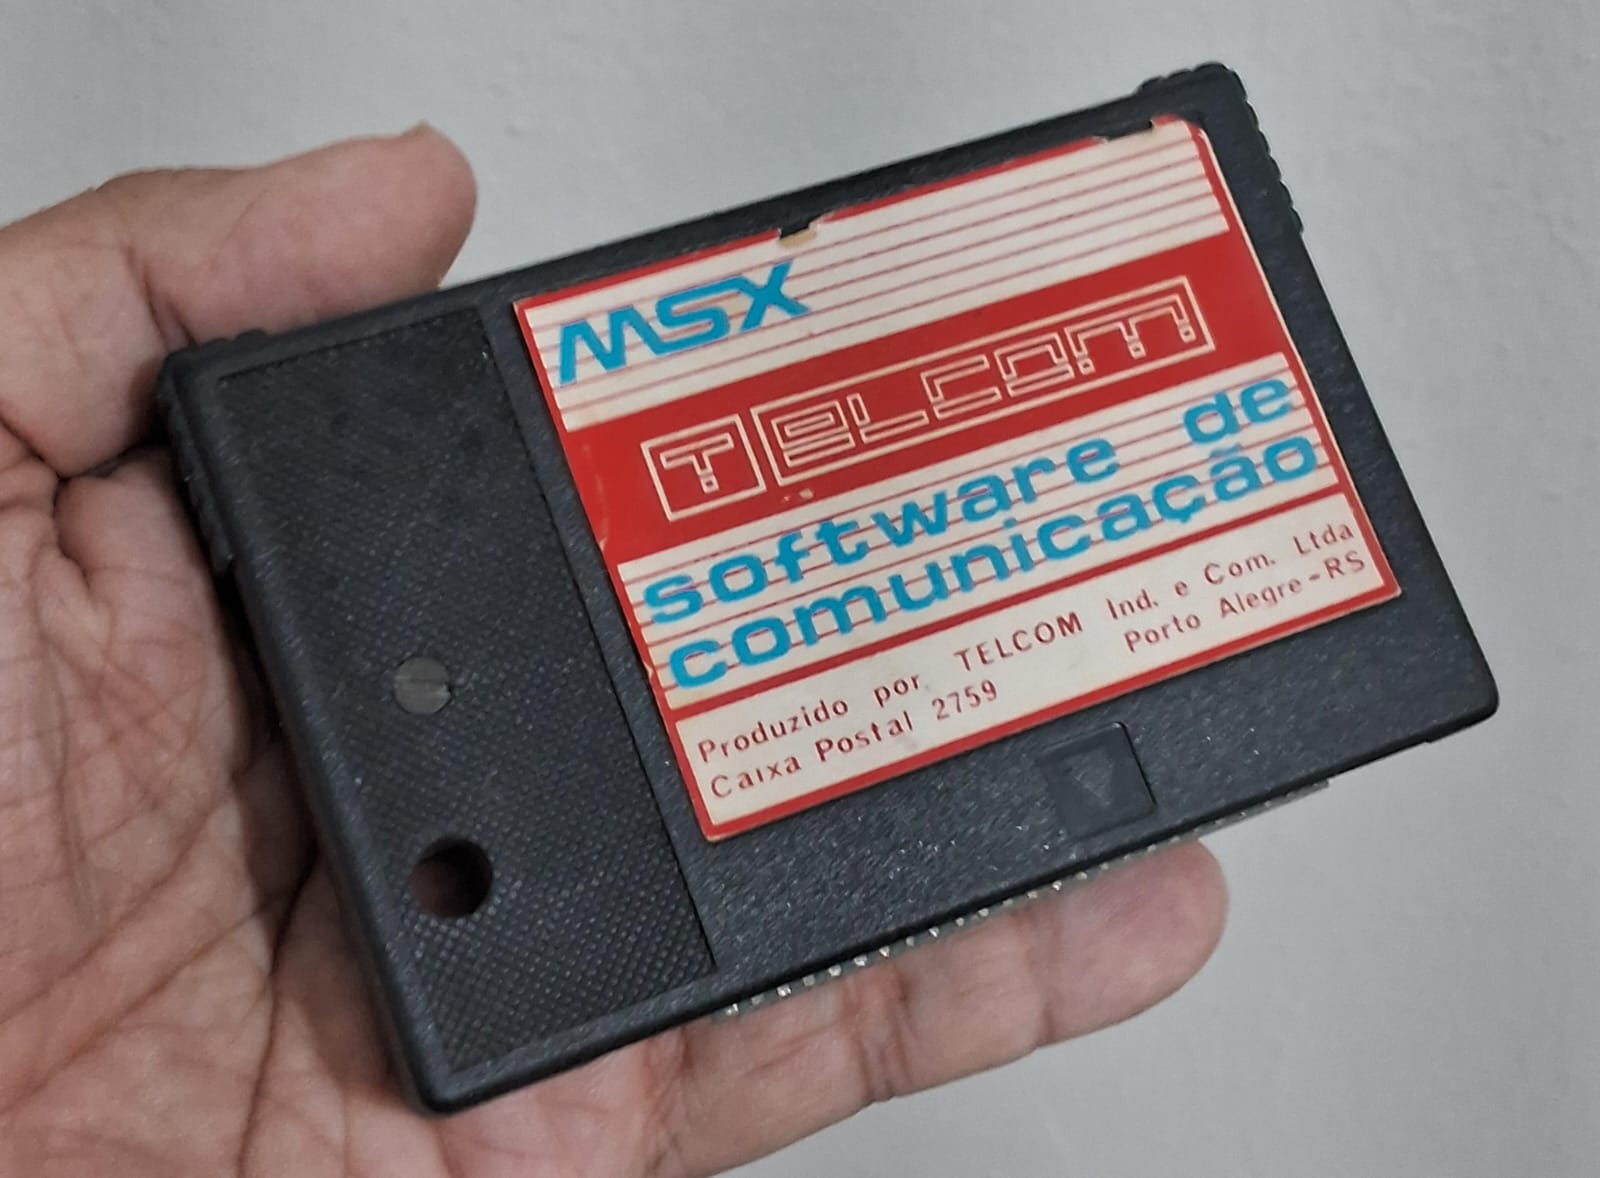 MSX
TELCOM
software de
comunicação
Produzido por TELCOM Ind. e Com. Ltda
Caixa Postal 2759 Porto Alegre-RS